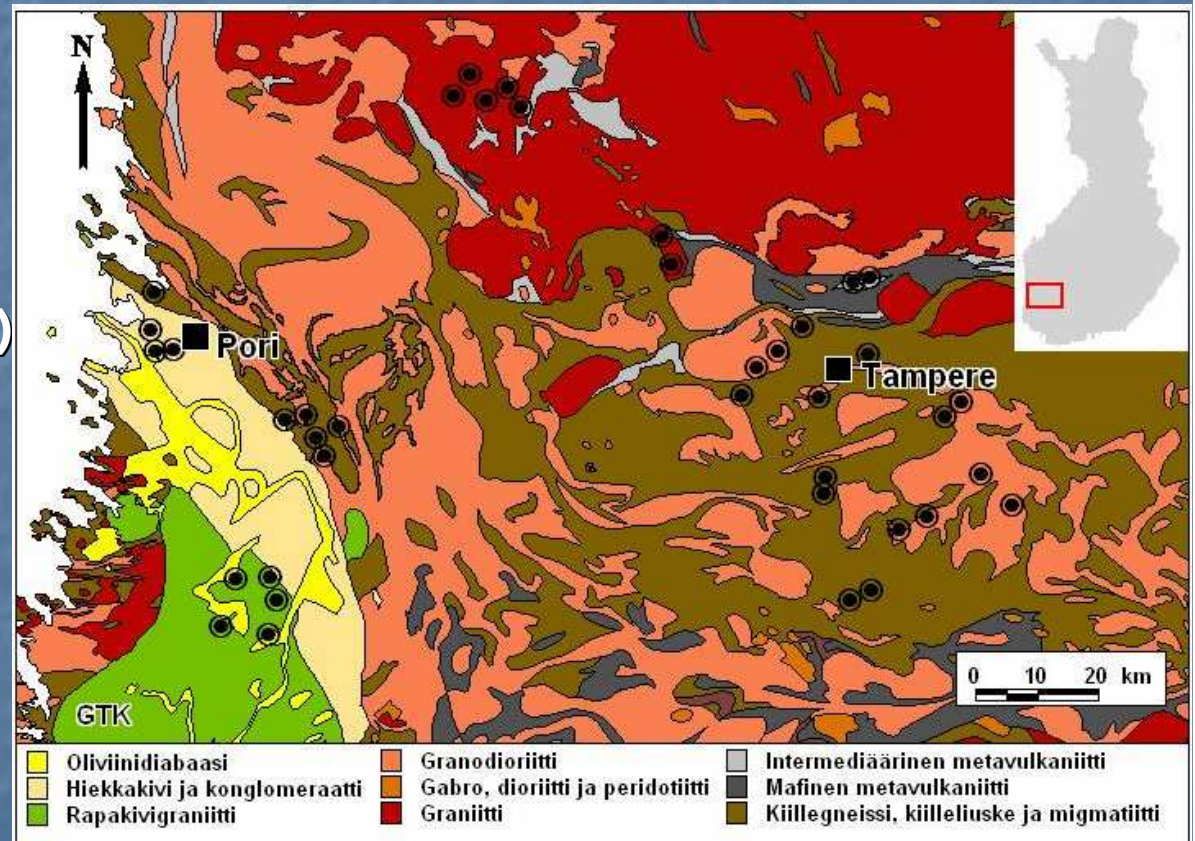 N
)
Pori
Tampere
0 10 20 km
GTK
Oliviinidiabaasi
Hiekkakivi ja konglomeraatti
Rapakivigraniitti
Granodioriitti
Gabro, dioriitti ja peridotiitti
Graniitti
Intermediäärinen metavulkaniitti
Mafinen metavulkaniitti
Kiillegneissi, kiilleliuske ja migmatiitti